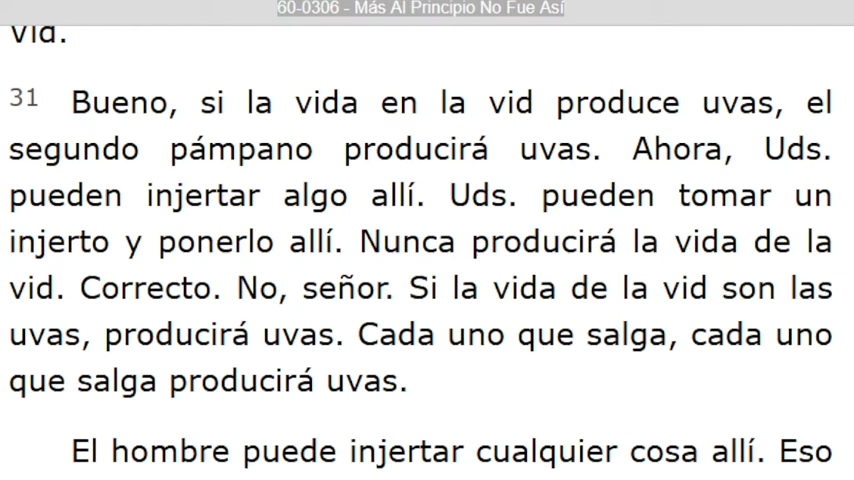 60-0306 - Más Al Principio No Fue Así
vid.
31 Bueno, si la vida en la vid produce uvas, el
segundo pámpano producirá uvas. Ahora, Uds.
pueden injertar algo allí. Uds. pueden tomar un
injerto y ponerlo allí. Nunca producirá la vida de la
vid. Correcto. No, señor. Si la vida de la vid son las
uvas, producirá uvas. Cada uno que salga, cada uno
que salga producirá uvas.
El hombre puede injertar cualquier cosa allí. Eso